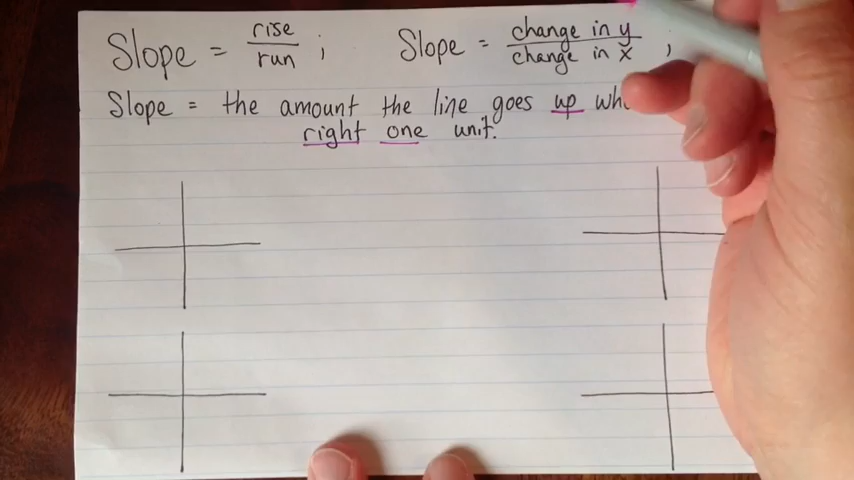 Slope = rise/run ; Slope = change in y/change in x ;
Slope = the amount the line goes up
right one unit.